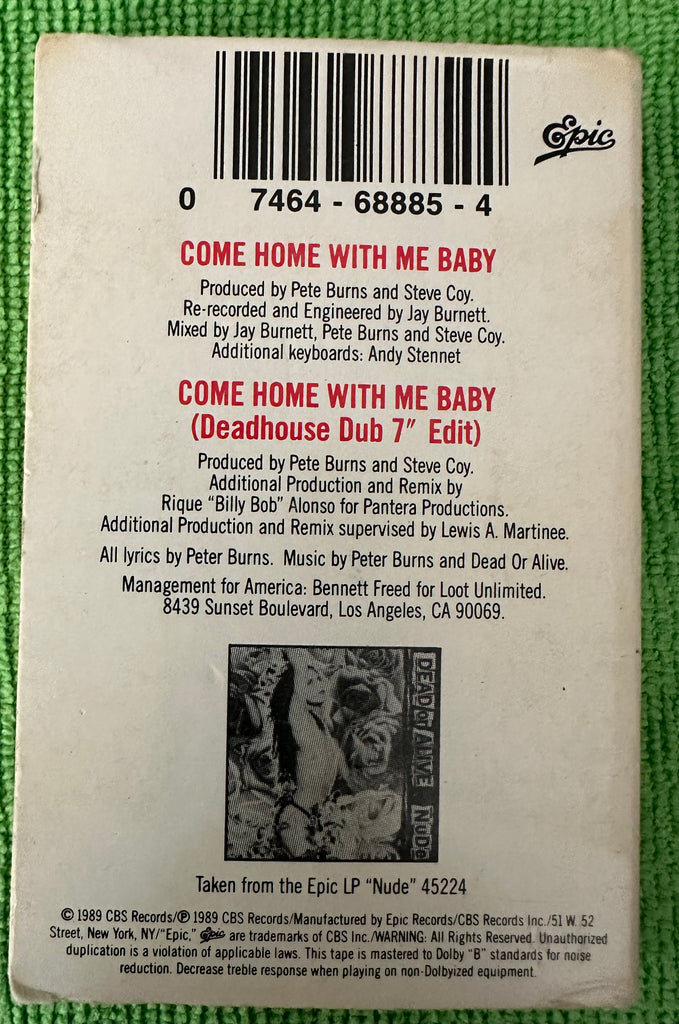 Epic
0 7464 - 68885 - 4
COME HOME WITH ME BABY
Produced by Pete Burns and Steve Coy.
Re-recorded and Engineered by Jay Burnett.
Mixed by Jay Burnett, Pete Burns and Steve Coy.
Additional keyboards: Andy Stennet
COME HOME WITH ME BABY
(Deadhouse Dub 7" Edit)
Produced by Pete Burns and Steve Coy.
Additional Production and Remix by
Rique "Billy Bob" Alonso for Pantera Productions.
Additional Production and Remix supervised by Lewis A. Martinee.
All lyrics by Peter Burns. Music by Peter Burns and Dead Or Alive.
Management for America: Bennett Freed for Loot Unlimited.
8439 Sunset Boulevard, Los Angeles, CA 90069.
DEAD OR ALIVE NUDE
Taken from the Epic LP "Nude" 45224
© 1989 CBS Records/℗ 1989 CBS Records/Manufactured by Epic Records/CBS Records Inc./51 W. 52
Street, New York, NY/"Epic," Epic are trademarks of CBS Inc./WARNING: All Rights Reserved. Unauthorized
duplication is a violation of applicable laws. This tape is mastered to Dolby "B" standards for noise
reduction. Decrease treble response when playing on non-Dolbyized equipment.